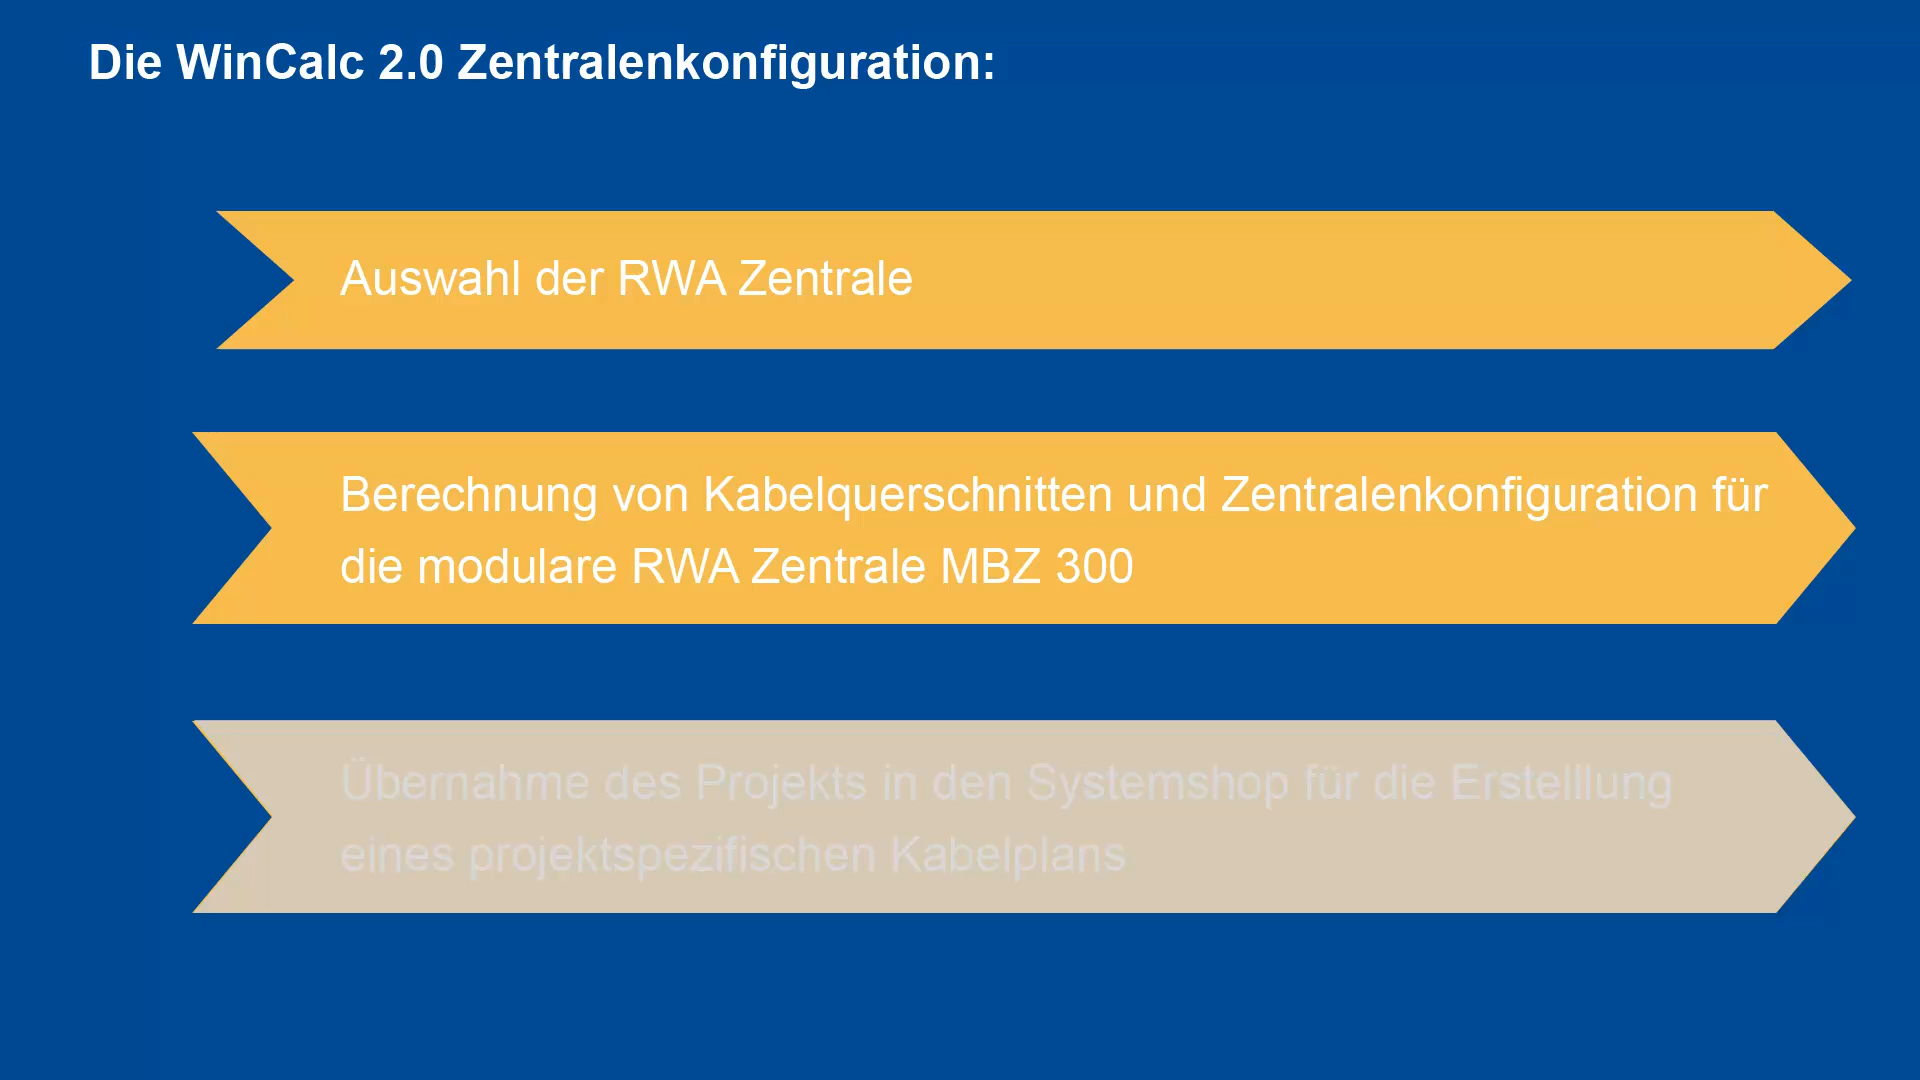 Die WinCalc 2.0 Zentralenkonfiguration:
Auswahl der RWA Zentrale
Berechnung von Kabelquerschnitten und Zentralenkonfiguration für
die modulare RWA Zentrale MBZ 300
Übernahme des Projekts in den Systemshop für die Erstelllung
eines projektspezifischen Kabelplans